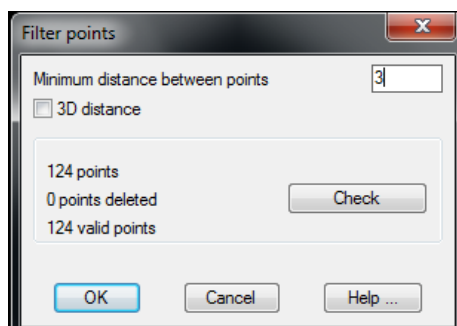 Filter points
Minimum distance between points 3
3D distance
124 points
0 points deleted
Check
124 valid points
OK Cancel Help ...